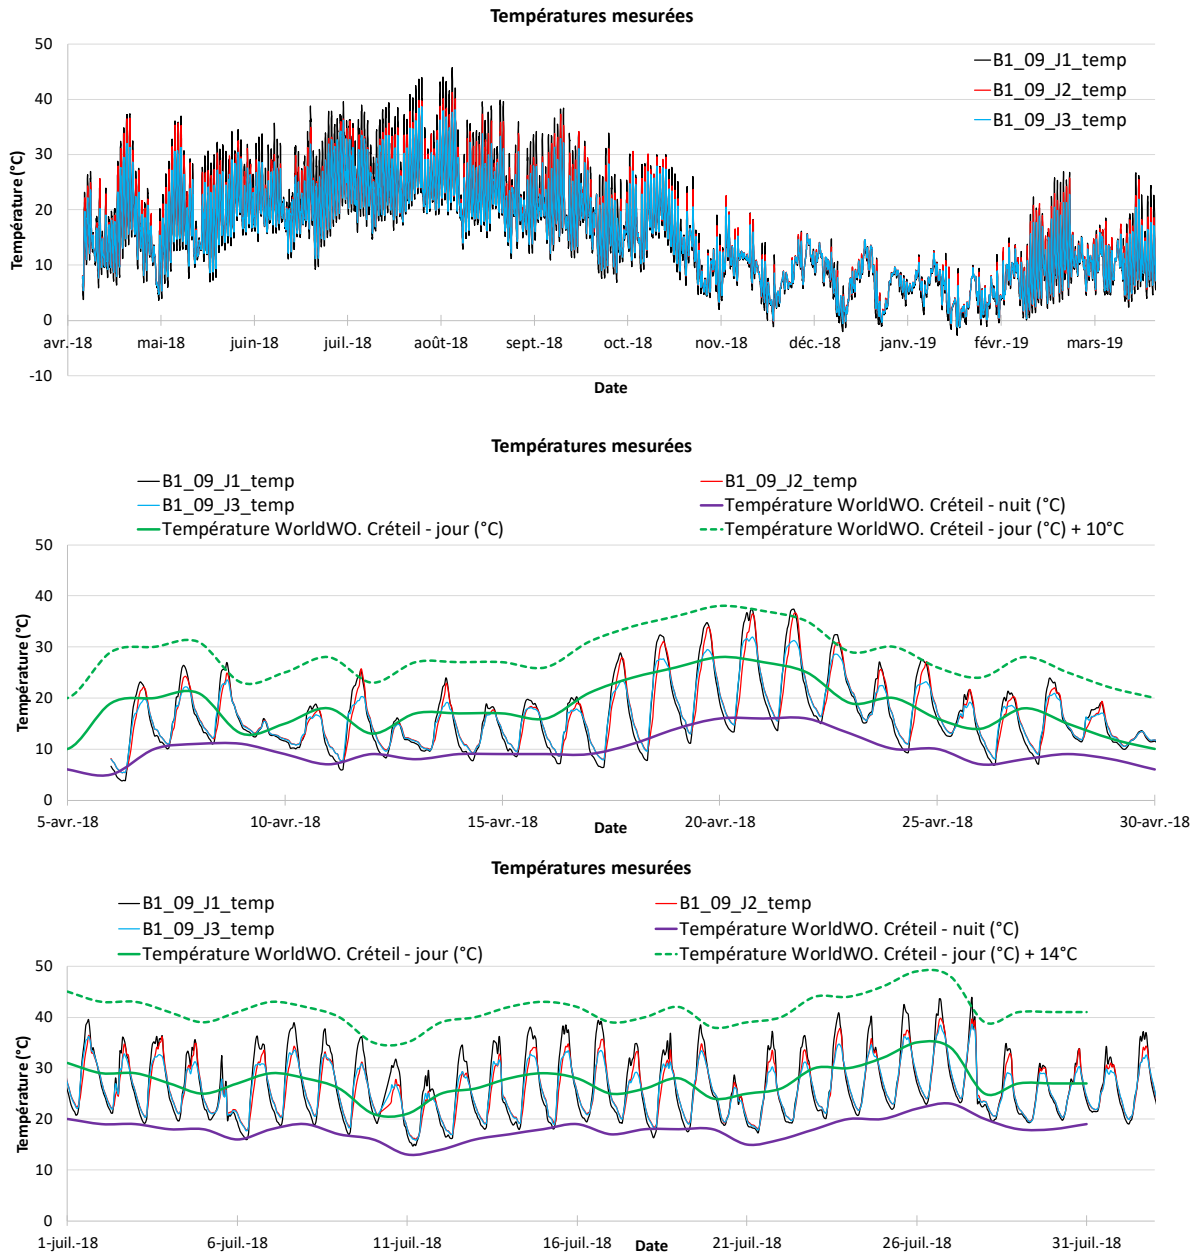 Températures mesurées
50
B1_09_J1_temp
40
B1_09_J2_temp
B1_09_J3_temp
30
20
10
0
avr.-18 mai-18 juin-18 juil.-18 août-18 sept.-18 oct.-18 nov.-18 déc.-18 janv.-19 févr.-19 mars-19
-10
Température (°C)
Date
Températures mesurées
B1_09_J1_temp B1_09_J2_temp
B1_09_J3_temp Température WorldWO. Créteil - nuit (°C)
Température WorldWO. Créteil - jour (°C) Température WorldWO. Créteil - jour (°C) + 10°C
50
40
30
20
10
0
Température (°C)
5-avr.-18 10-avr.-18 15-avr.-18 20-avr.-18 25-avr.-18 30-avr.-18
Date
Températures mesurées
B1_09_J1_temp B1_09_J2_temp
B1_09_J3_temp Température WorldWO. Créteil - nuit (°C)
Température WorldWO. Créteil - jour (°C) Température WorldWO. Créteil - jour (°C) + 14°C
50
40
30
20
10
0
Température (°C)
1-juil.-18 6-juil.-18 11-juil.-18 16-juil.-18 21-juil.-18 26-juil.-18 31-juil.-18
Date